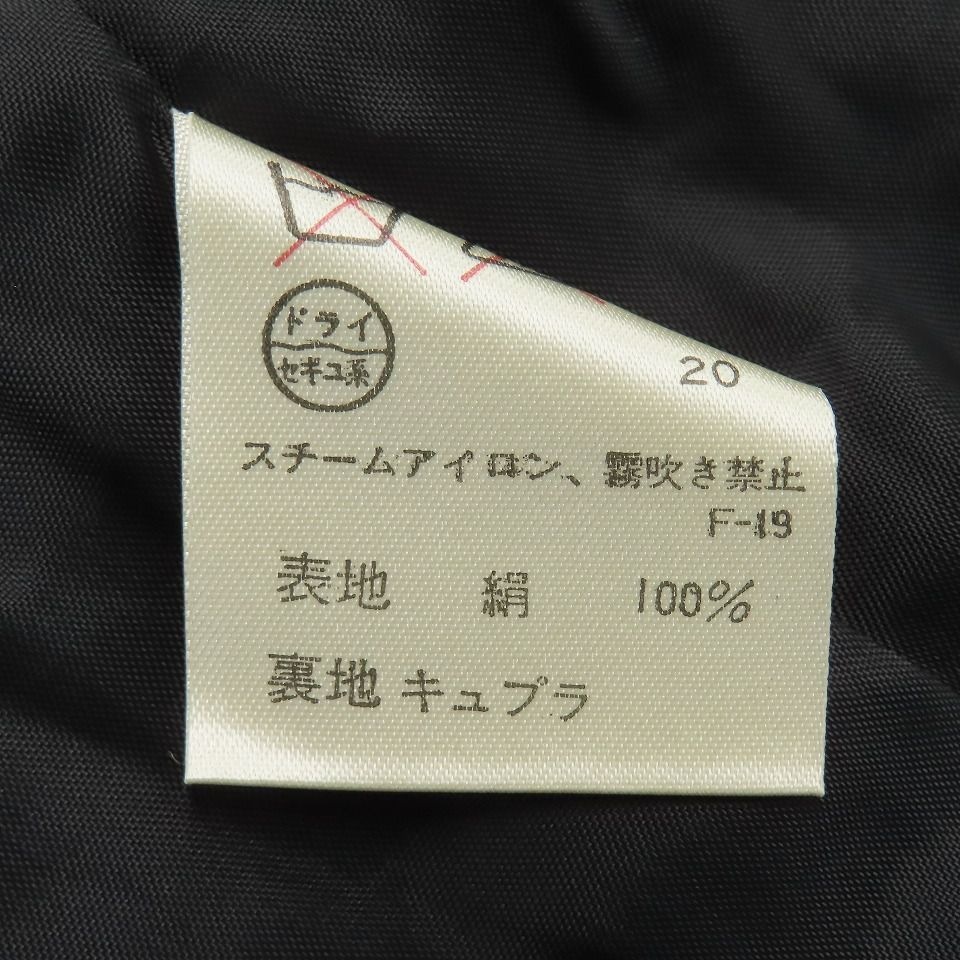 ドライ
セキユ系
20
スチームアイロン、霧吹き禁止
F-19
表地 絹 100%
裏地 キュプラ